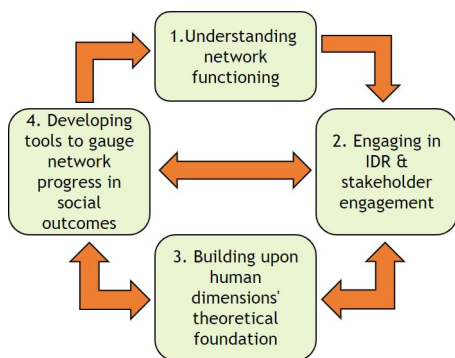 1.Understanding
network
functioning
2. Engaging in
IDR &
stakeholder
engagement
3. Building upon
human
dimensions'
theoretical
foundation
4. Developing
tools to gauge
network
progress in
social
outcomes